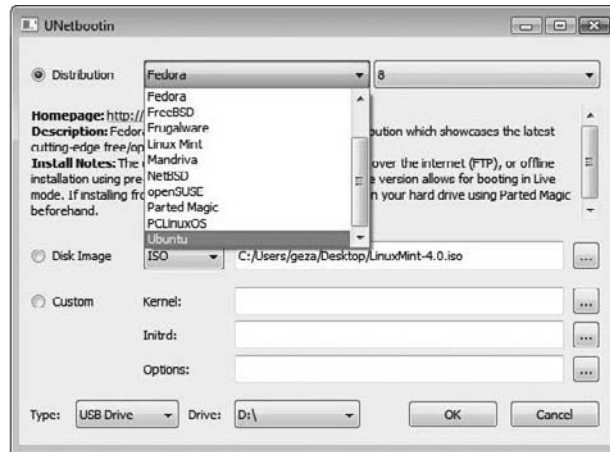 UNetbootin
Distribution Fedora 8
Fedora
FreeBSD
Frugalware
Linux Mint
Mandriva
NetBSD
openSUSE
Parted Magic
PCLinuxOS
Ubuntu
Homepage: http://
Description: Fedor bution which showcases the latest
cutting-edge free/op
Install Notes: The over the internet (FTP), or offline
installation using pre e version allows for booting in Live
mode. If installing fro n your hard drive using Parted Magic
beforehand.
Disk Image ISO C:/Users/geza/Desktop/LinuxMint-4.0.iso ...
Custom Kernel: ...
Initrd: ...
Options: ...
Type: USB Drive Drive: D:\ OK Cancel